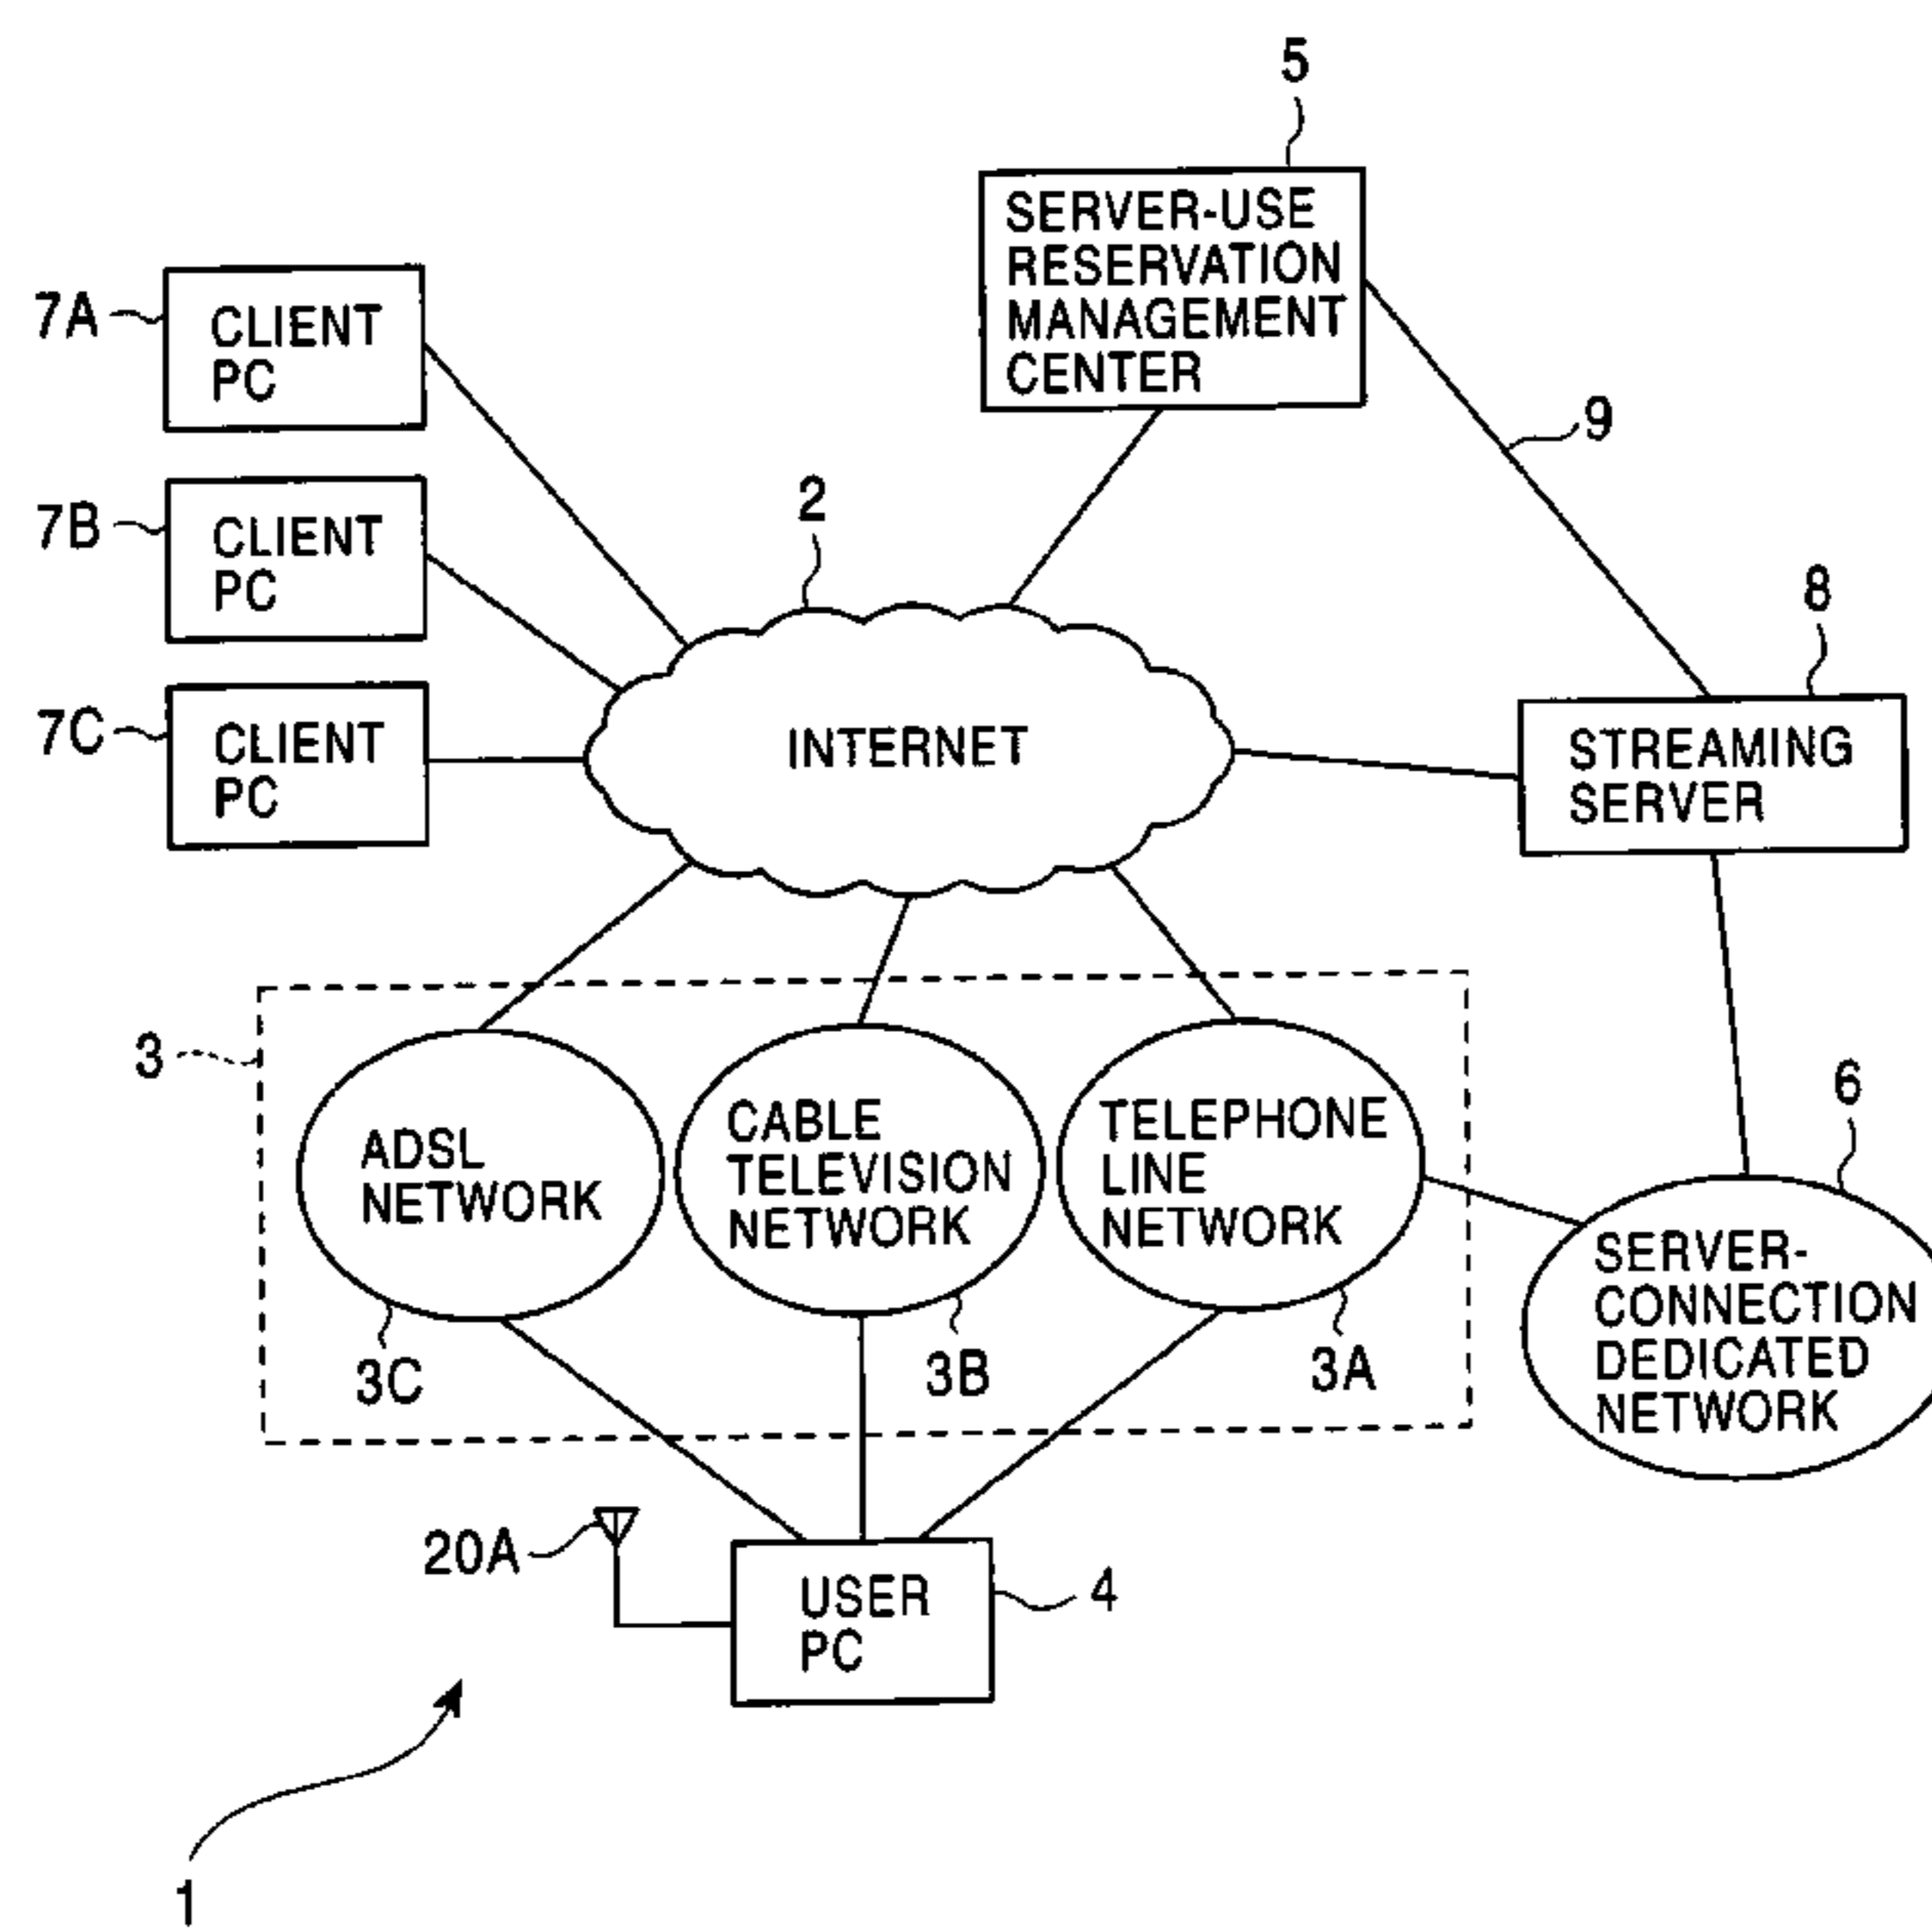 5
SERVER-USE
RESERVATION
MANAGEMENT
CENTER
7A
CLIENT
PC
9
7B
CLIENT
PC
2
8
7C
CLIENT
PC
INTERNET
STREAMING
SERVER
3
6
ADSL
NETWORK
CABLE
TELEVISION
NETWORK
TELEPHONE
LINE
NETWORK
SERVER-
CONNECTION
DEDICATED
NETWORK
3C
3B
3A
20A
USER
PC
4
1